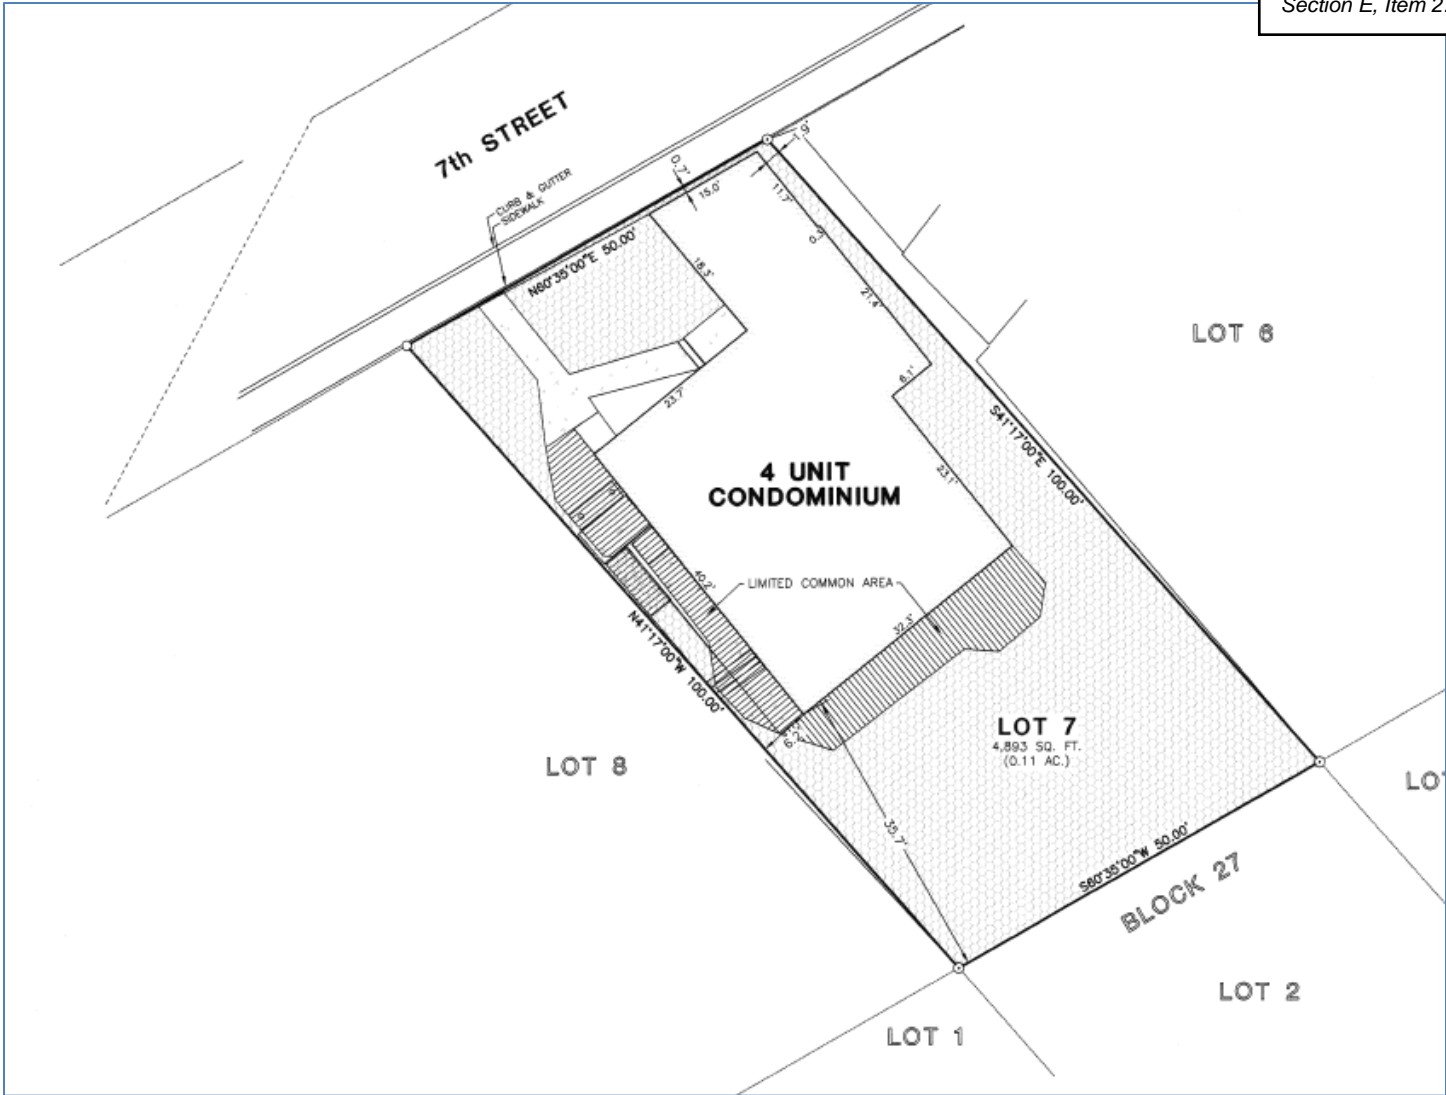 Section E, Item 2.
7th STREET
CURB & GUTTER
SIDEWALK
0.7'
15.0'
1.9'
11.7'
N60°35'00"E 50.00'
18.3'
21.4'
LOT 6
6.1'
23.7'
S41°17'00"E 100.00'
4 UNIT
CONDOMINIUM
23.1'
40.2'
LIMITED COMMON AREA
32.3'
N41°17'00"W 100.00'
6.2'
LOT 7
4,893 SQ. FT.
(0.11 AC.)
LOT 8
35.7'
S60°35'00"W 50.00'
BLOCK 27
LOT 2
LOT 1